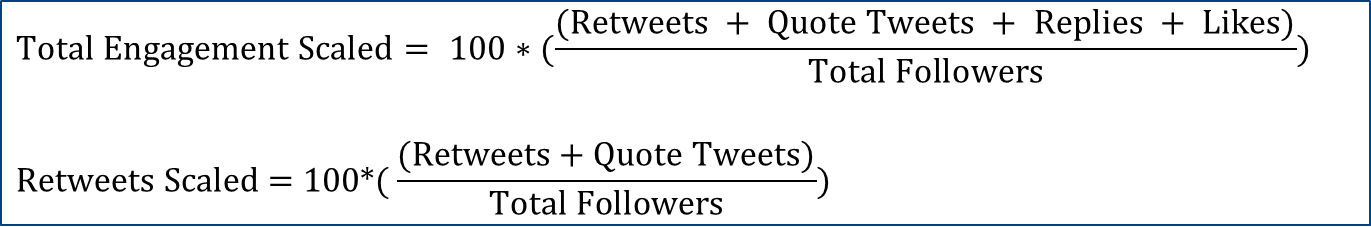 Total Engagement Scaled = 100 * ((Retweets + Quote Tweets + Replies + Likes) / Total Followers)
Retweets Scaled = 100*((Retweets + Quote Tweets) / Total Followers)